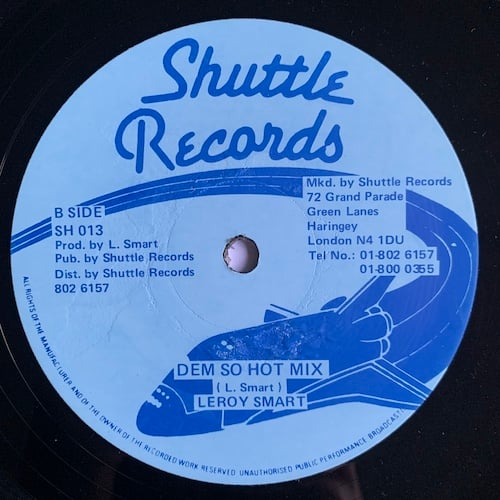 Shuttle
Records
B SIDE
SH 013
Prod. by L. Smart
Pub. by Shuttle Records
Dist. by Shuttle Records
802 6157
Mkd. by Shuttle Records
72 Grand Parade
Green Lanes
Haringey
London N4 1DU
Tel No.: 01-802 6157
01-800 0355
DEM SO HOT MIX
( L. Smart )
LEROY SMART
ALL RIGHTS OF THE MANUFACTURER AND OF THE OWNER OF THE RECORDED WORK RESERVED UNAUTHORISED PUBLIC PERFORMANCE BROADCAST